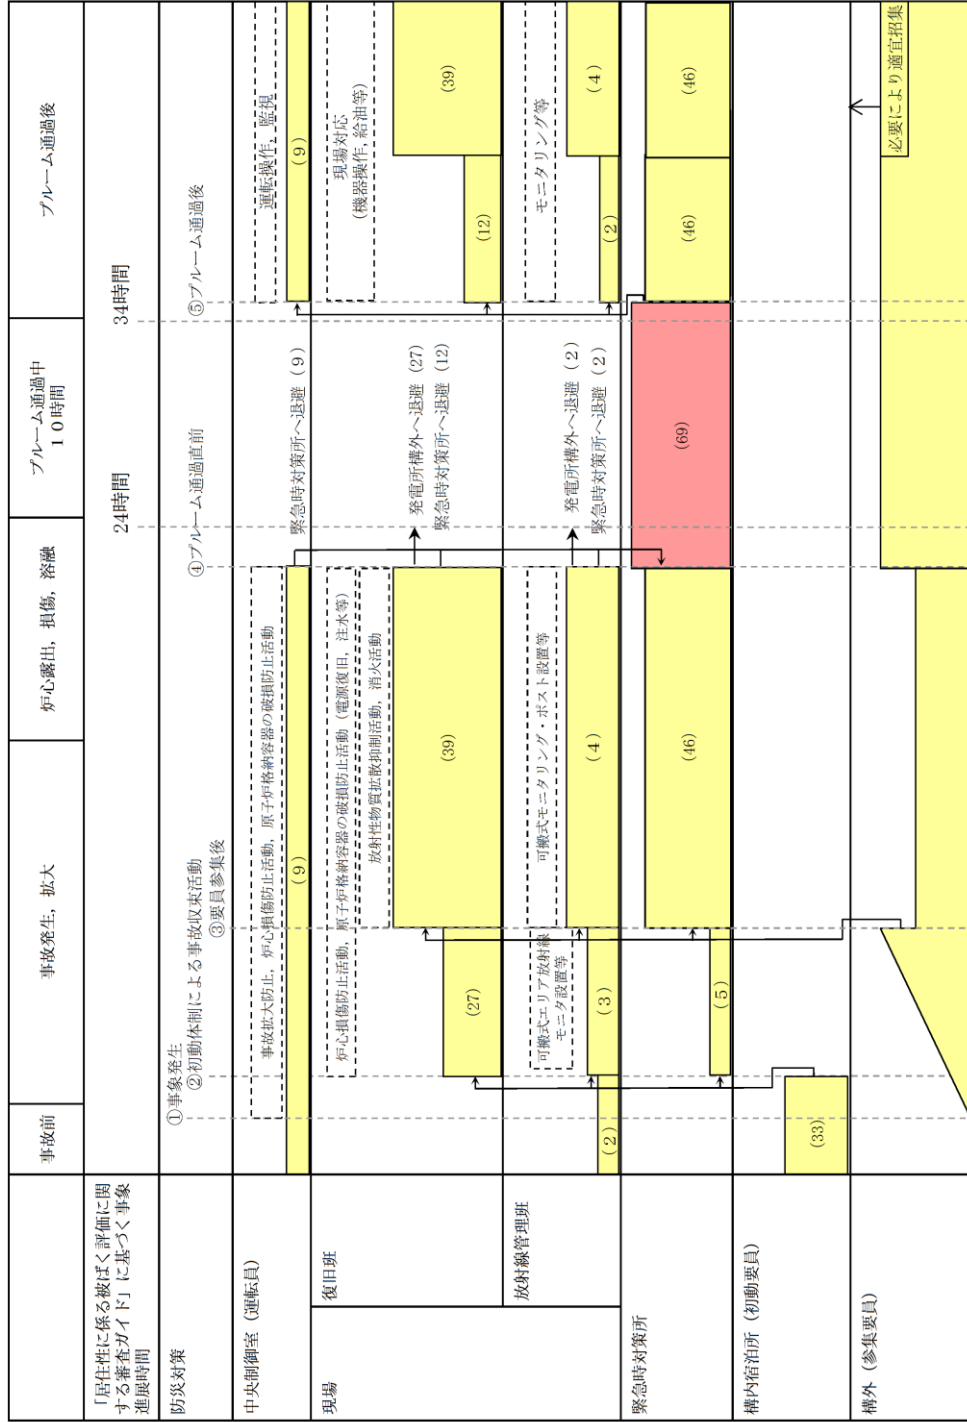 事故前
事故発生，拡大
炉心露出，損傷，溶融
プルーム通過中
１０時間
プルーム通過後
「居住性に係る被ばく評価に関
する審査ガイド」に基づく事象
進展時間
24時間
34時間
防災対策
①事象発生
②初動体制による事故収束活動
③要員参集後
④プルーム通過直前
⑤プルーム通過後
中央制御室（運転員）
事故拡大防止，炉心損傷防止活動，原子炉格納容器の破損防止活動
(9)
緊急時対策所へ退避（9）
運転操作，監視
(9)
現場
復旧班
炉心損傷防止活動，原子炉格納容器の破損防止活動（電源復旧，注水等）
放射性物質拡散抑制活動，消火活動
(27)
(39)
発電所構外へ退避（27）
緊急時対策所へ退避（12）
現場対応
（機器操作,給油等）
(12)
(39)
放射線管理班
可搬式エリア放射線
モニタ設置等
可搬式モニタリング・ポスト設置等
(2)
(3)
(4)
発電所構外へ退避（2）
緊急時対策所へ退避（2）
モニタリング等
(2)
(4)
緊急時対策所
(5)
(46)
(69)
(46)
(46)
構内宿泊所（初動要員）
(33)
構外（参集要員）
必要により適宜招集